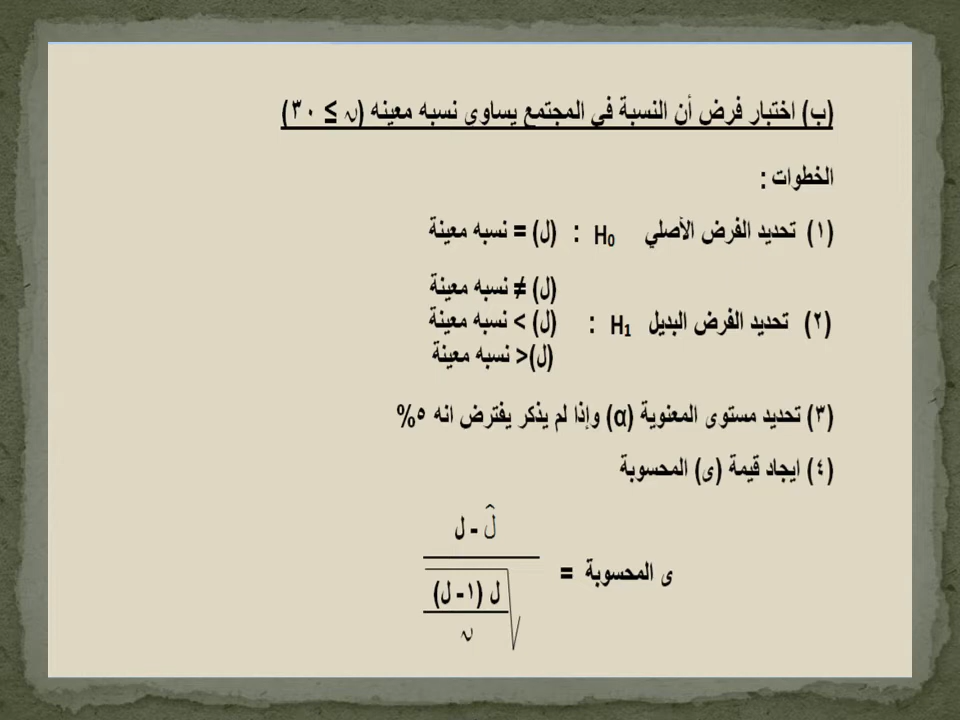 (ب) اختبار فرض أن النسبة في المجتمع يساوى نسبه معينه (ن ≥ ٣٠)
الخطوات :
(١) تحديد الفرض الأصلي H₀ : (ل) = نسبه معينة
(ل) ≠ نسبه معينة
(٢) تحديد الفرض البديل H₁ : (ل) > نسبه معينة
(ل)< نسبه معينة
(٣) تحديد مستوى المعنوية (α) وإذا لم يذكر يفترض انه ٥%
(٤) ايجاد قيمة (ى) المحسوبة
ل̂ - ل
ى المحسوبة =
ل (١- ل)
ن